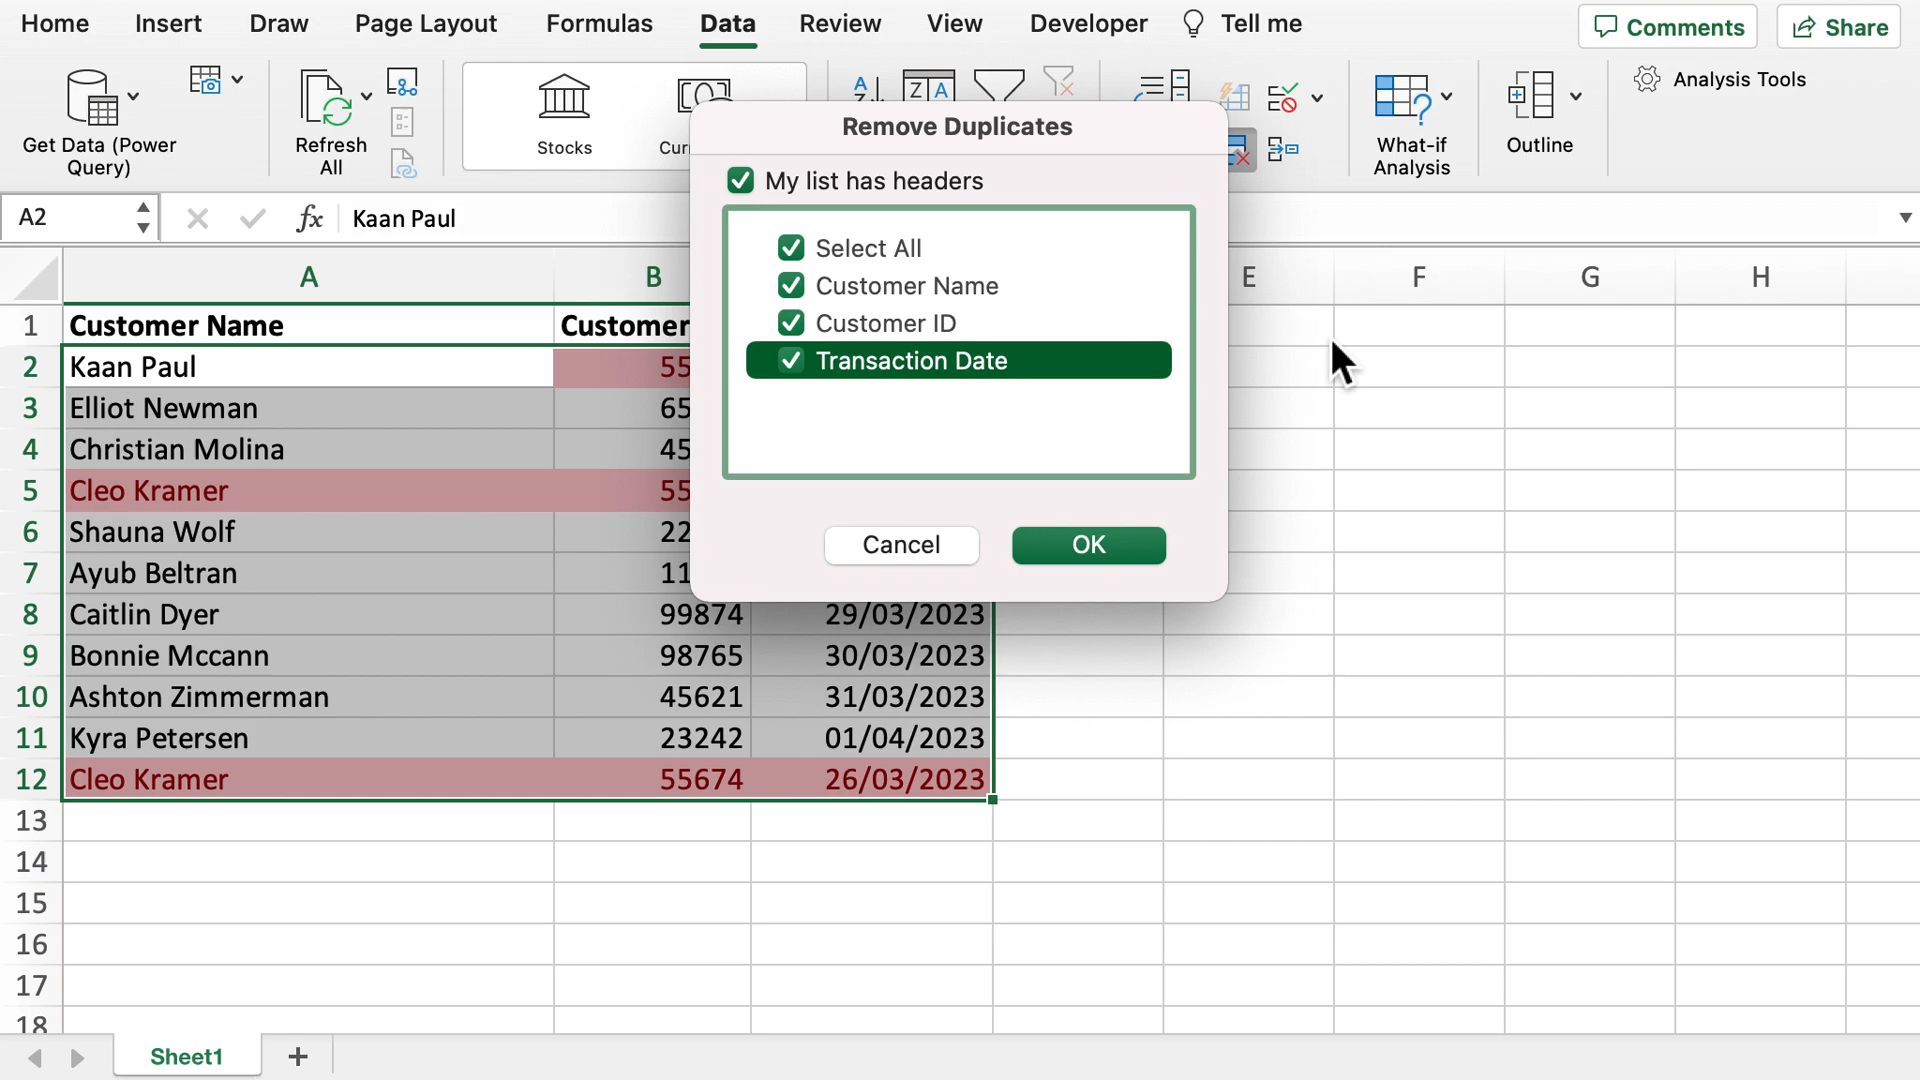 Home Insert Draw Page Layout Formulas Data Review View Developer Tell me Comments Share
Get Data (Power
Query)
Refresh
All
Stocks
Z A
What-if
Analysis
Outline
Analysis Tools
A2 fx Kaan Paul
Remove Duplicates
My list has headers
Select All
Customer Name
Customer ID
Transaction Date
Cancel OK
A B E F G H
1 Customer Name Customer
2 Kaan Paul 55
3 Elliot Newman 65
4 Christian Molina 45
5 Cleo Kramer 55
6 Shauna Wolf 22
7 Ayub Beltran 11
8 Caitlin Dyer 99874 29/03/2023
9 Bonnie Mccann 98765 30/03/2023
10 Ashton Zimmerman 45621 31/03/2023
11 Kyra Petersen 23242 01/04/2023
12 Cleo Kramer 55674 26/03/2023
13
14
15
16
17
18
Sheet1 +